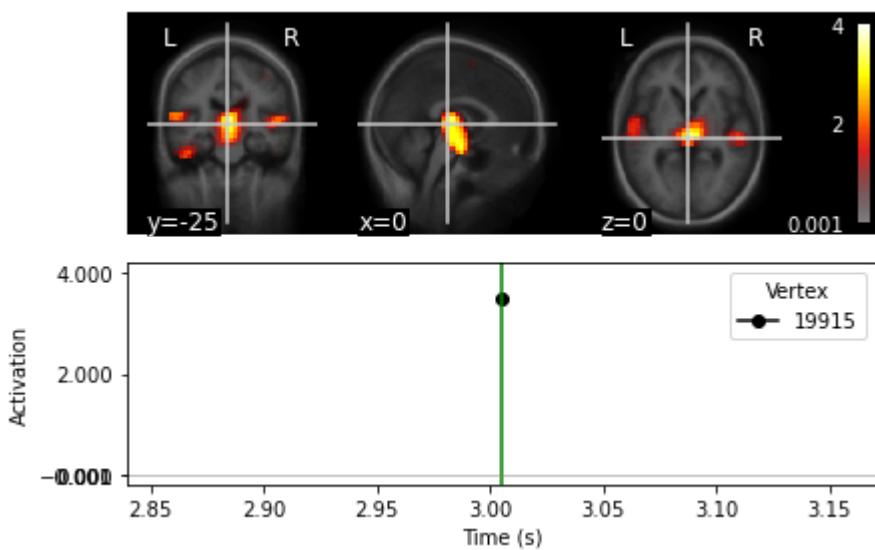 L R L R 4
2
y=-25 x=0 z=0 0.001
4.000
Vertex
19915
Activation
2.000
2.85 2.90 2.95 3.00 3.05 3.10 3.15
Time (s)